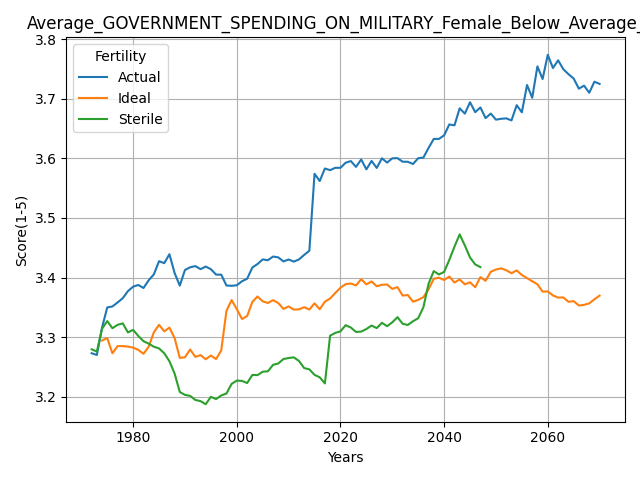 Average_GOVERNMENT_SPENDING_ON_MILITARY_Female_Below_Average_
Fertility
Actual
Ideal
Sterile
Score(1-5)
3.8
3.7
3.6
3.5
3.4
3.3
3.2
1980 2000 2020 2040 2060
Years